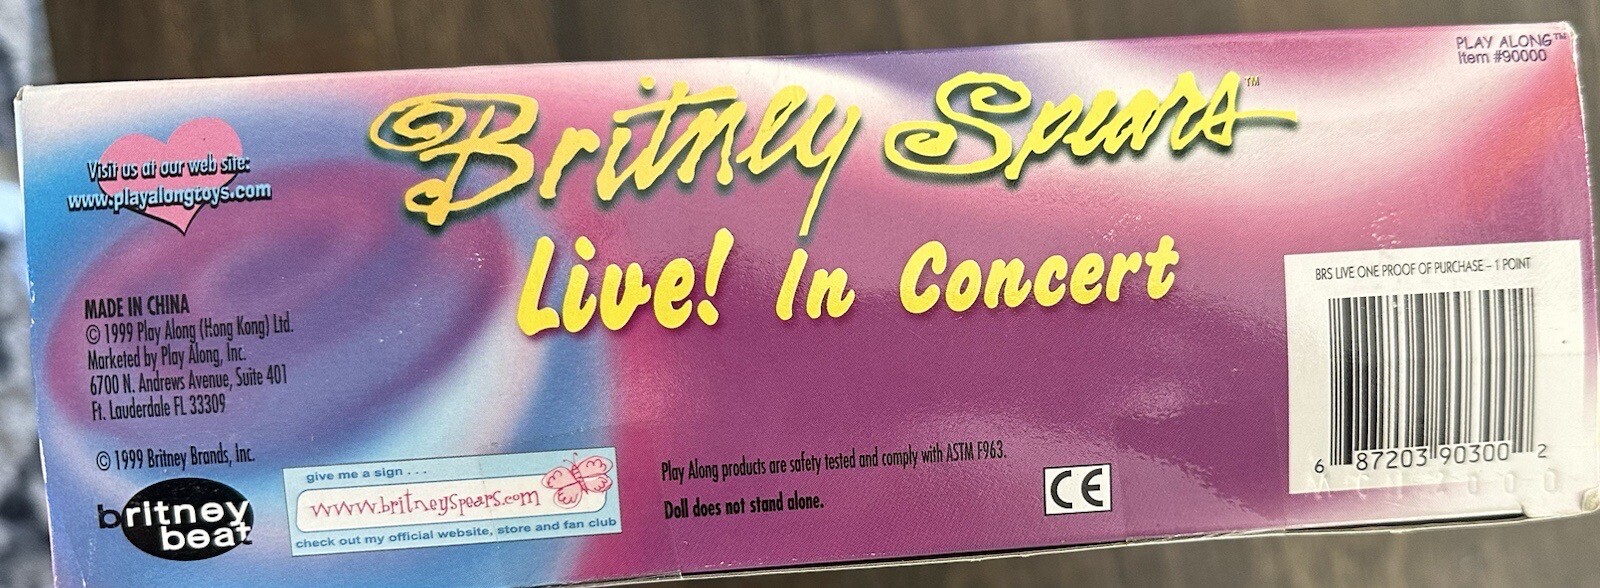 PLAY ALONG™
Item #90000
Britney Spears™
Live! In Concert
Visit us at our web site:
www.playalongtoys.com
MADE IN CHINA
© 1999 Play Along (Hong Kong) Ltd.
Marketed by Play Along, Inc.
6700 N. Andrews Avenue, Suite 401
Ft. Lauderdale FL 33309
© 1999 Britney Brands, Inc.
britney
beat
give me a sign . . .
www.britneyspears.com
check out my official website, store and fan club
Play Along products are safety tested and comply with ASTM F963.
Doll does not stand alone.
CE
BRS LIVE ONE PROOF OF PURCHASE – 1 POINT
6 87203 90300 2